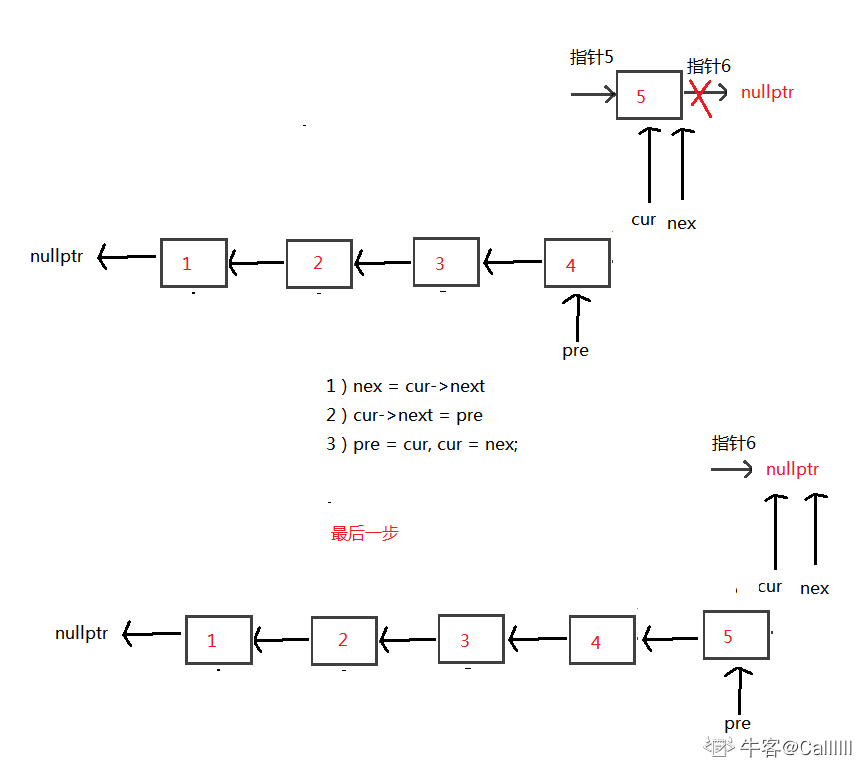 指针5
指针6
5
nullptr
cur
nex
nullptr
1
2
3
4
pre
1 ) nex = cur->next
2 ) cur->next = pre
3 ) pre = cur, cur = nex;
指针6
nullptr
最后一步
cur
nex
nullptr
1
2
3
4
5
pre
牛客@Callllll